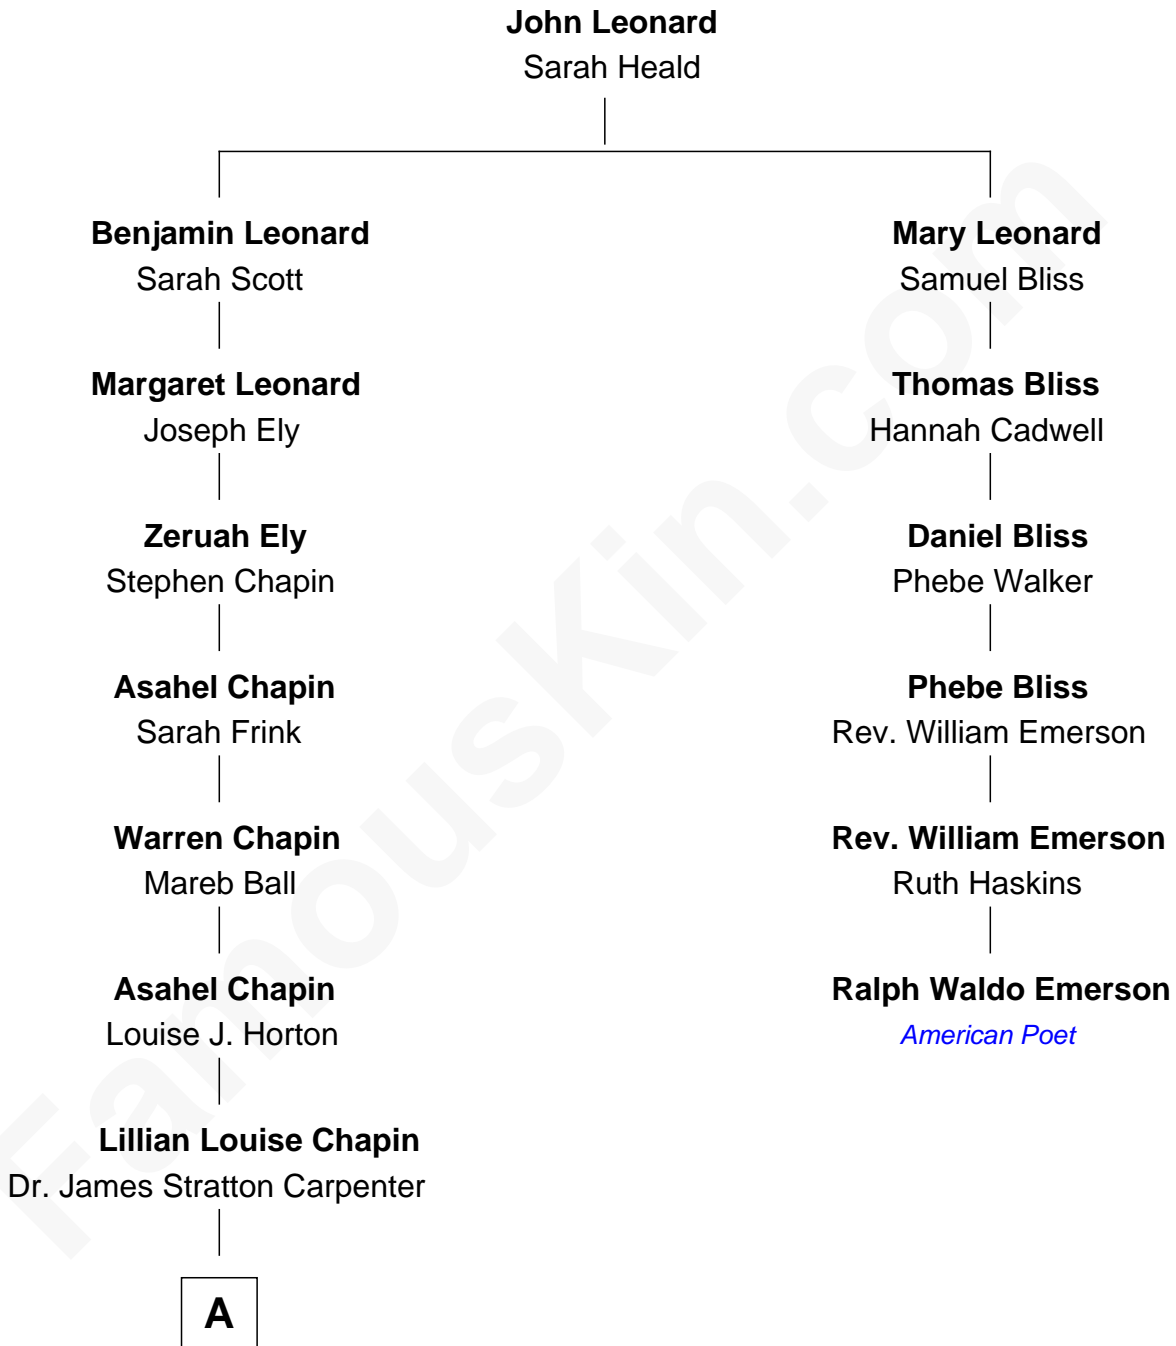 John Leonard
Sarah Heald
Benjamin Leonard
Sarah Scott
Mary Leonard
Samuel Bliss
Margaret Leonard
Joseph Ely
Thomas Bliss
Hannah Cadwell
Zeruah Ely
Stephen Chapin
Daniel Bliss
Phebe Walker
Asahel Chapin
Sarah Frink
Phebe Bliss
Rev. William Emerson
Warren Chapin
Mareb Ball
Rev. William Emerson
Ruth Haskins
Asahel Chapin
Louise J. Horton
Ralph Waldo Emerson
American Poet
Lillian Louise Chapin
Dr. James Stratton Carpenter
A
FamousKin.com